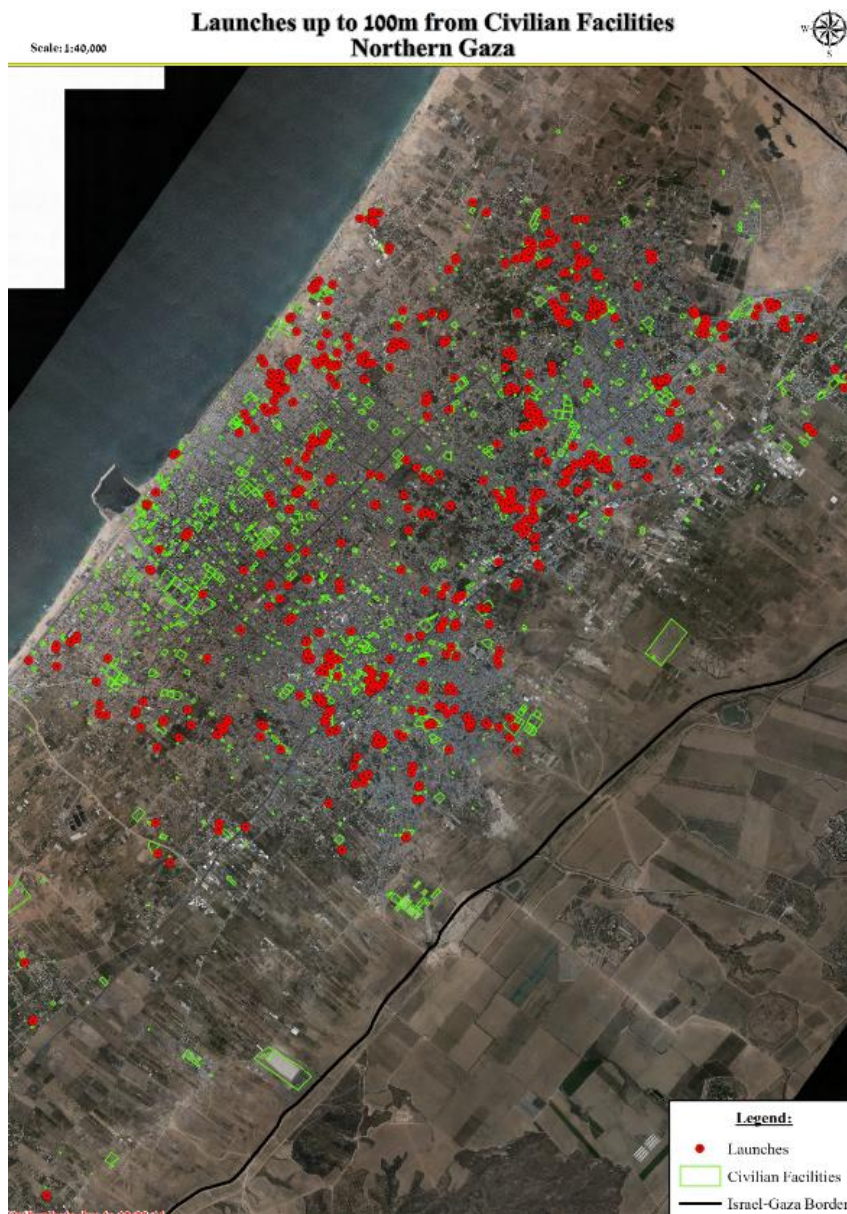 Launches up to 100m from Civilian Facilities
Northern Gaza
Scale: 1:40,000
W
S
Legend:
Launches
Civilian Facilities
Israel-Gaza Border